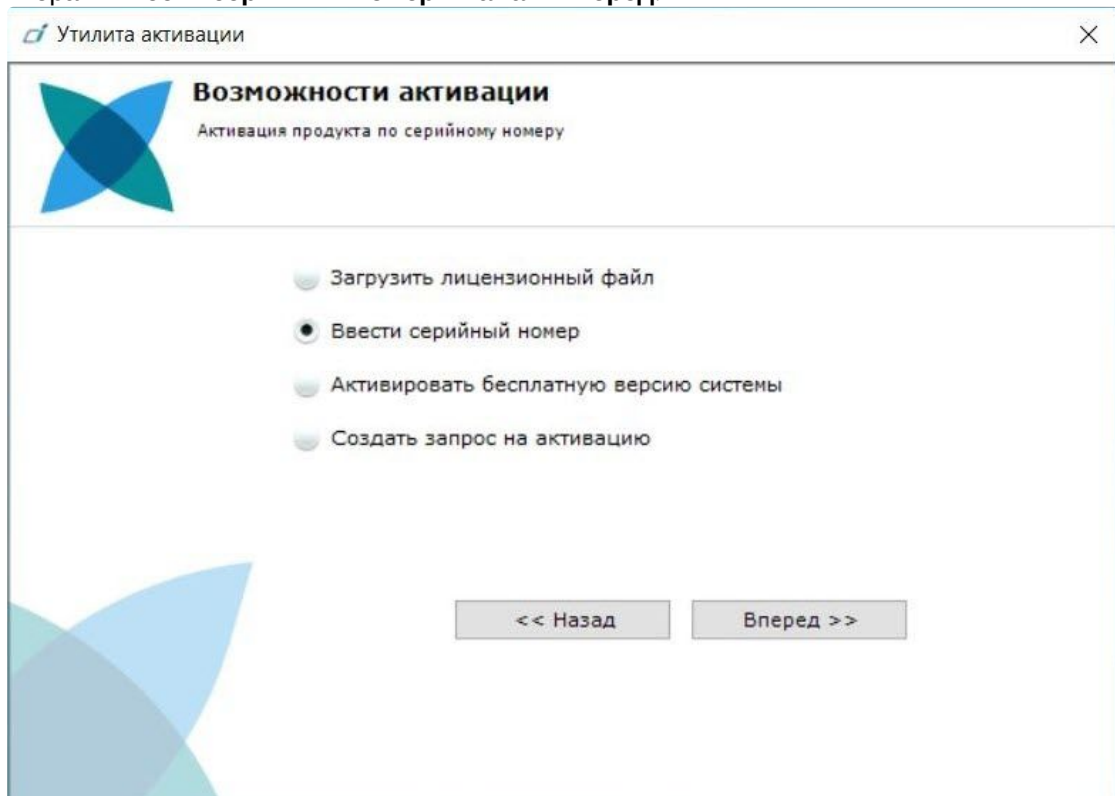 Утилита активации
Возможности активации
Активация продукта по серийному номеру
Загрузить лицензионный файл
Ввести серийный номер
Активировать бесплатную версию системы
Создать запрос на активацию
<< Назад
Вперед >>